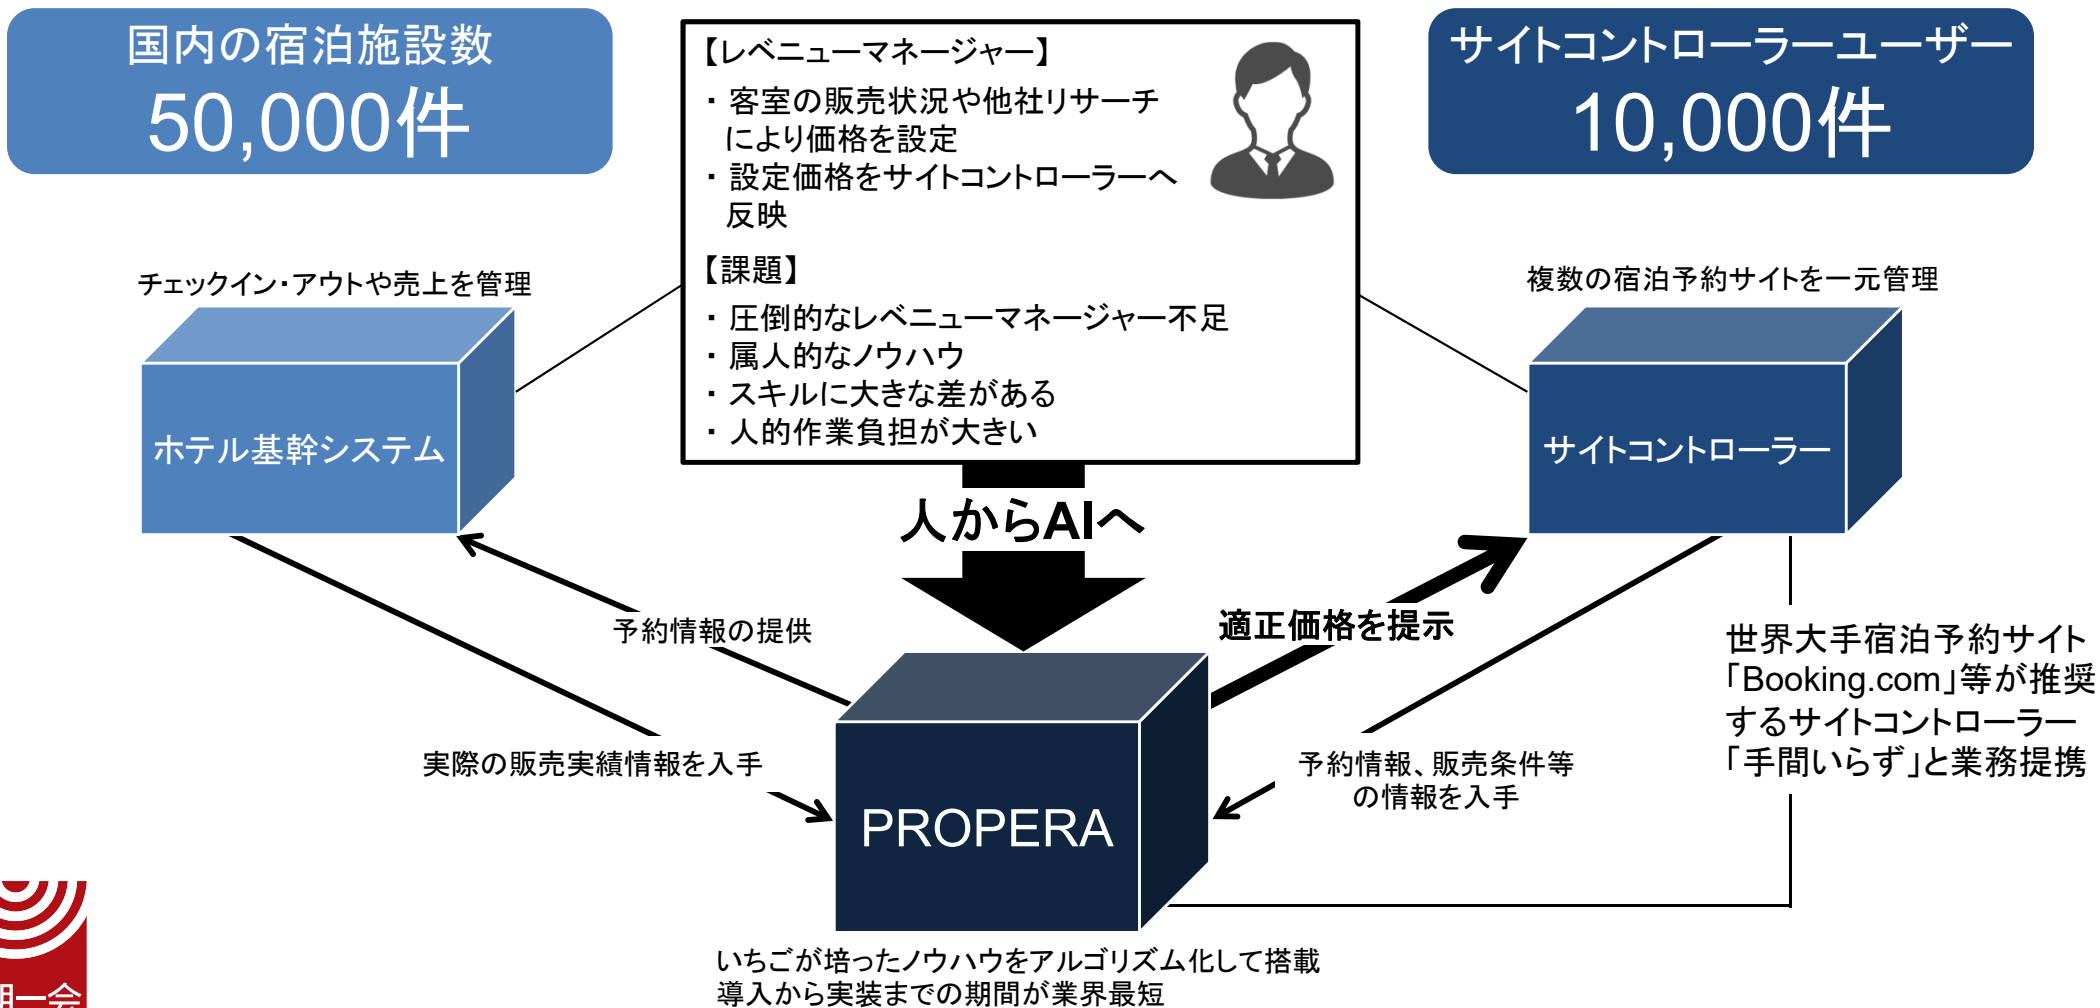 国内の宿泊施設数
50,000件
【レベニューマネージャー】
・ 客室の販売状況や他社リサーチ
により価格を設定
・ 設定価格をサイトコントローラーへ
反映
【課題】
・ 圧倒的なレベニューマネージャー不足
・ 属人的なノウハウ
・ スキルに大きな差がある
・ 人的作業負担が大きい
サイトコントローラーユーザー
10,000件
チェックイン・アウトや売上を管理
ホテル基幹システム
複数の宿泊予約サイトを一元管理
サイトコントローラー
人からAIへ
予約情報の提供
適正価格を提示
実際の販売実績情報を入手
予約情報、販売条件等
の情報を入手
世界大手宿泊予約サイト
「Booking.com」等が推奨
するサイトコントローラー
「手間いらず」と業務提携
PROPERA
いちごが培ったノウハウをアルゴリズム化して搭載
導入から実装までの期間が業界最短
期一会